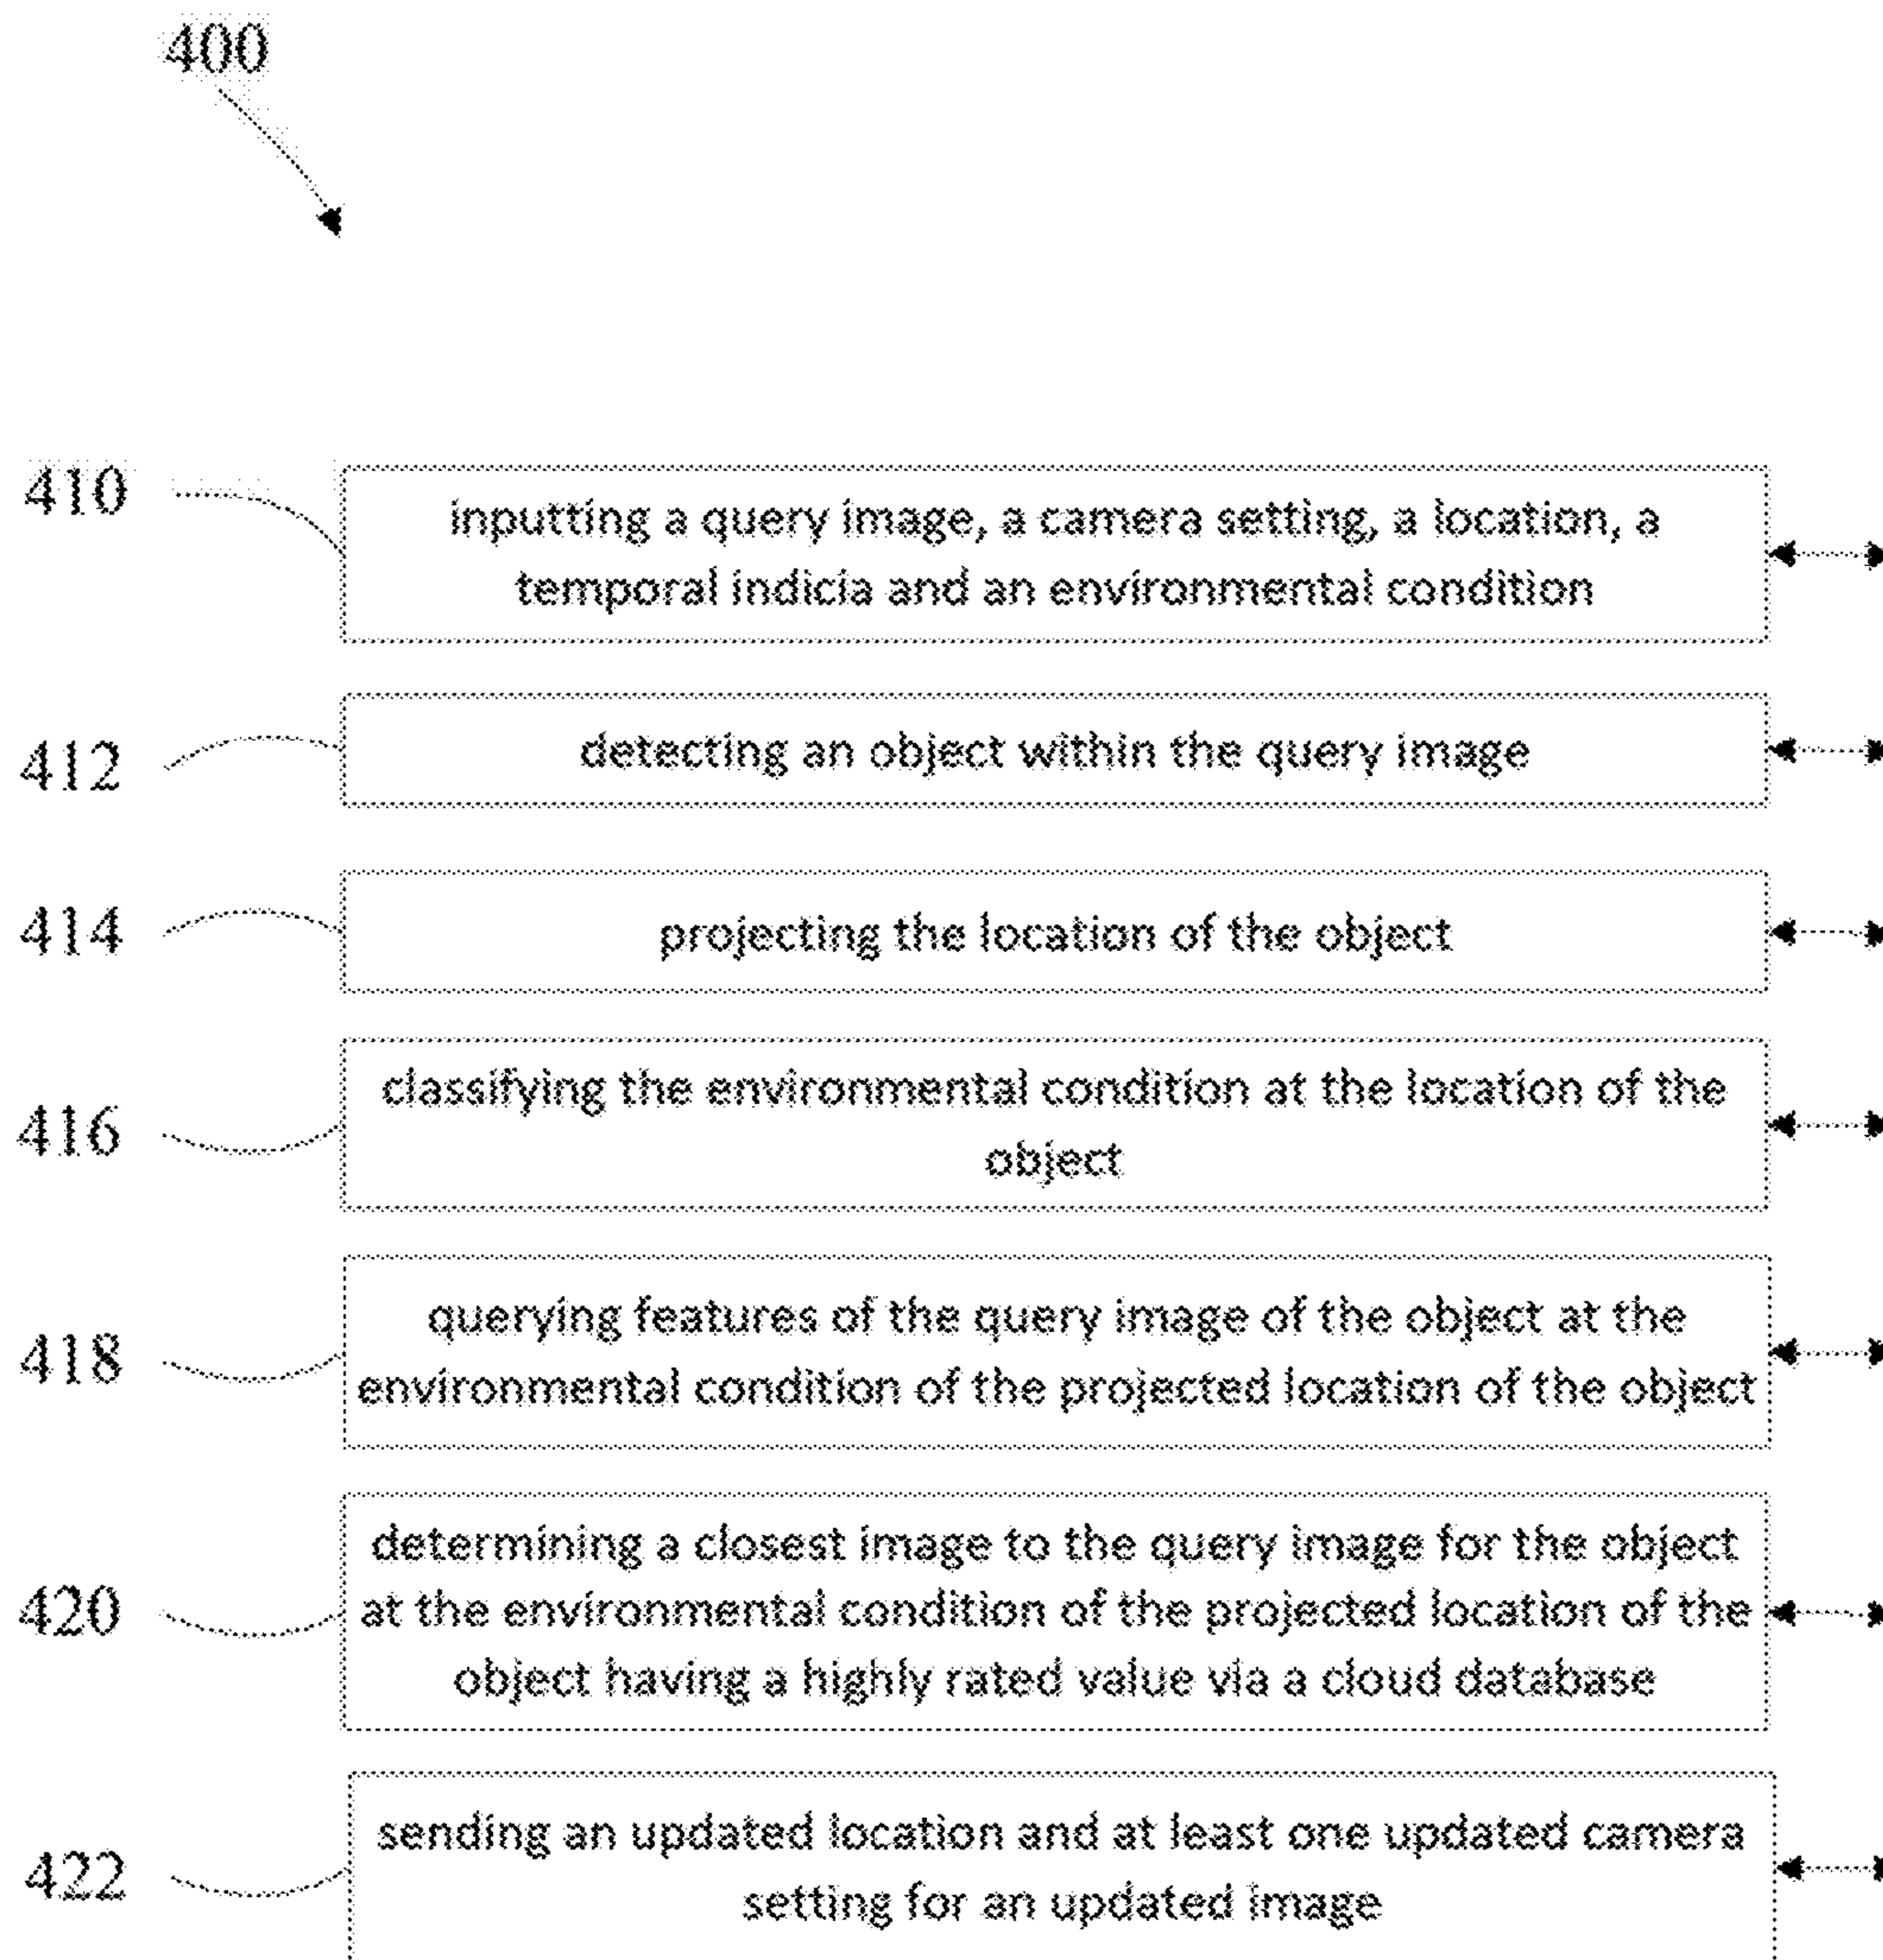 400
410
inputting a query image, a camera setting, a location, a
temporal indicia and an environmental condition
412
detecting an object within the query image
414
projecting the location of the object
416
classifying the environmental condition at the location of the
object
418
querying features of the query image of the object at the
environmental condition of the projected location of the object
420
determining a closest image to the query image for the object
at the environmental condition of the projected location of the
object having a highly rated value via a cloud database
422
sending an updated location and at least one updated camera
setting for an updated image